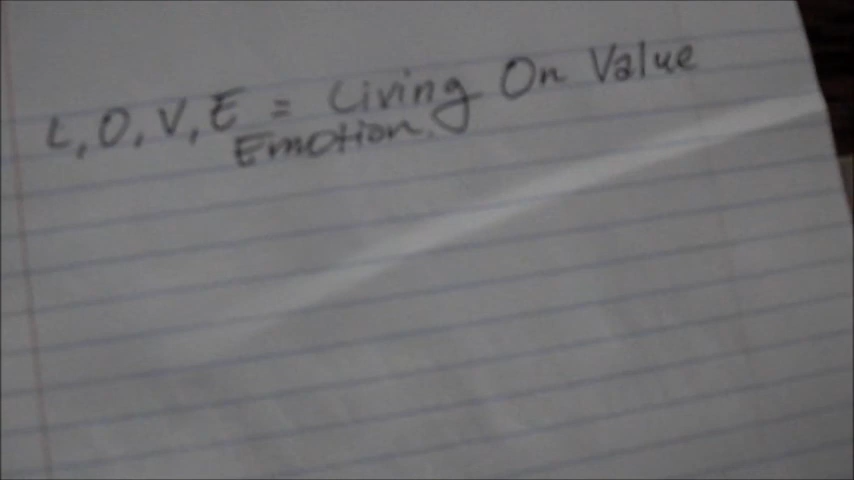 L, O, V, E = Living On Value
Emotion.